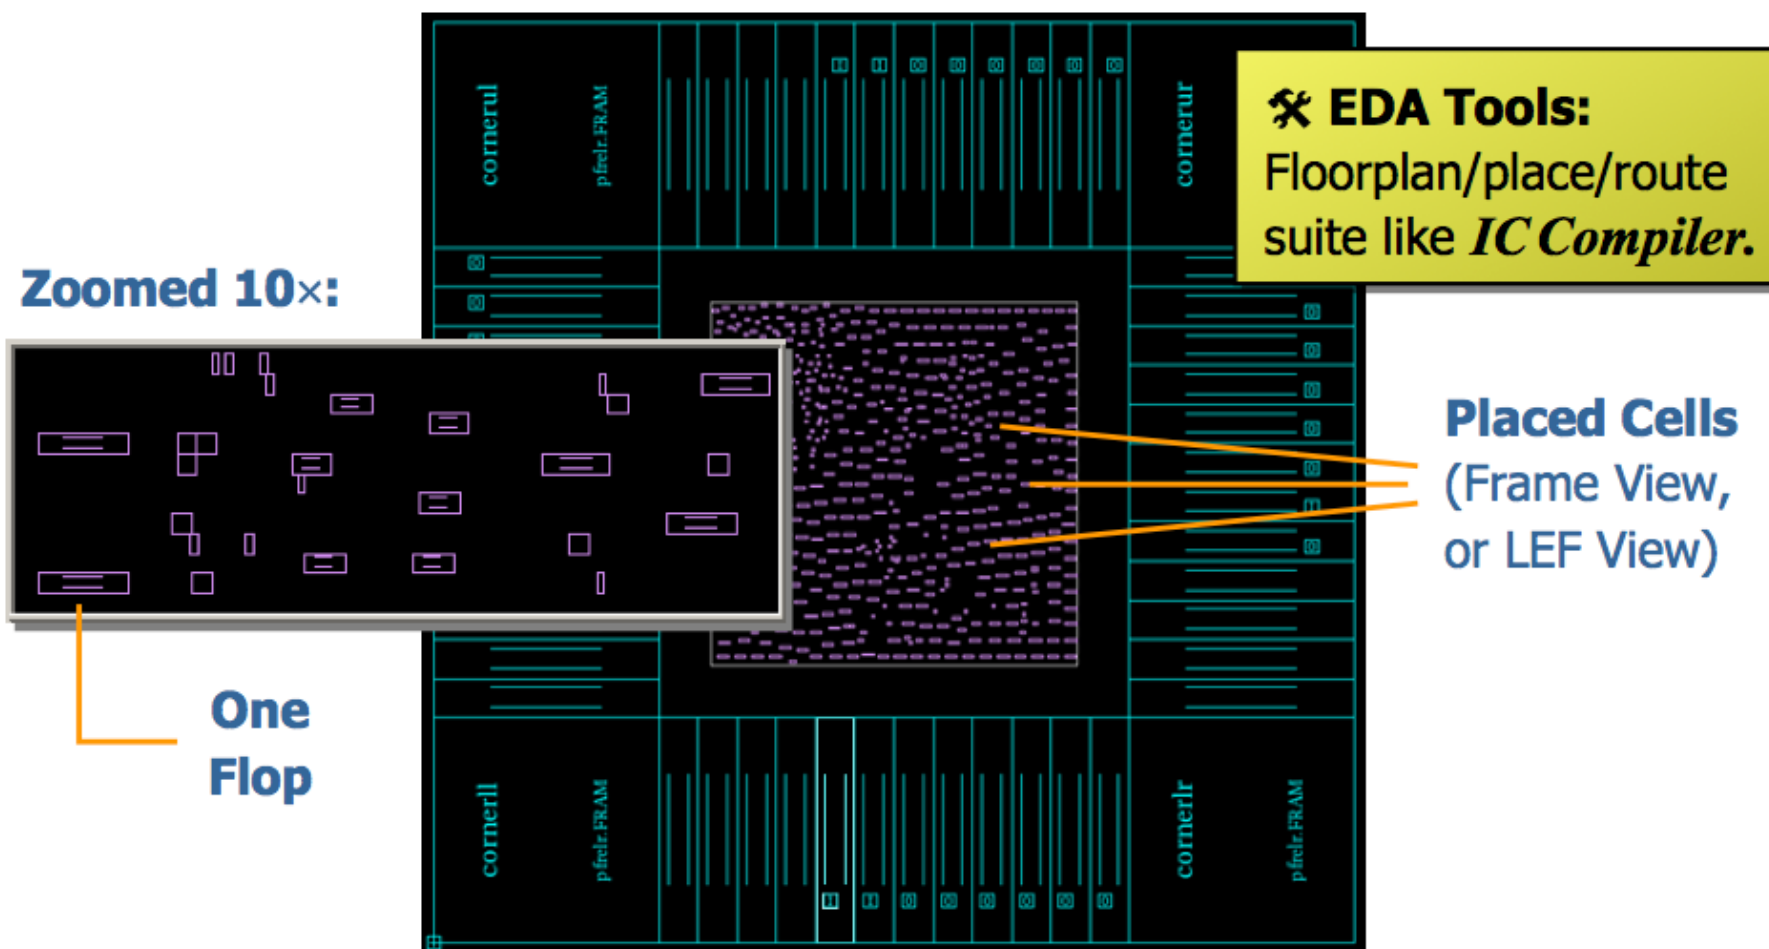 cornerul
pfrelr.FRAM
cornerur
🛠 EDA Tools:
Floorplan/place/route
suite like IC Compiler.
Zoomed 10×:
Placed Cells
(Frame View,
or LEF View)
One
Flop
cornerll
pfrelr.FRAM
cornerlr
pfrelr.FRAM